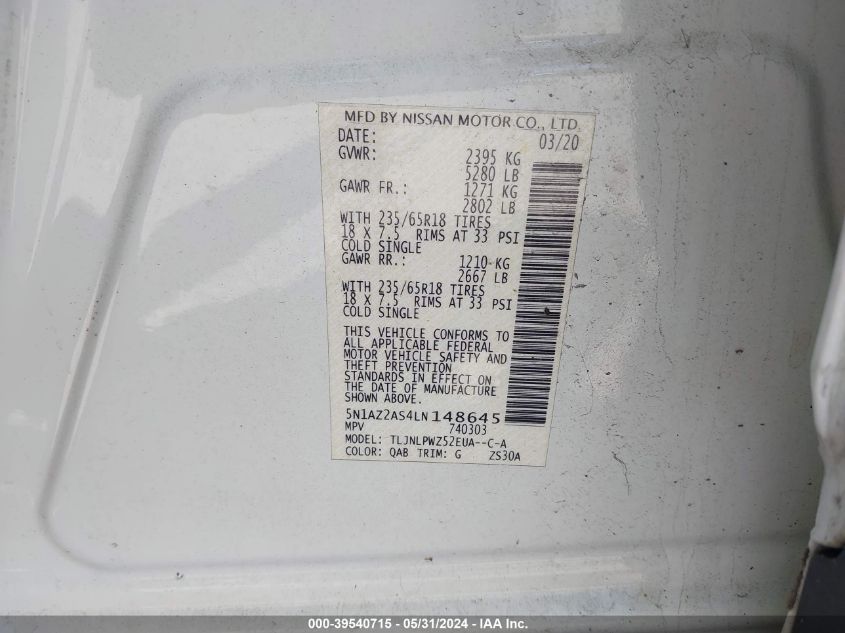 MFD BY NISSAN MOTOR CO., LTD.
DATE: 03/20
GVWR: 2395 KG
5280 LB
GAWR FR.: 1271 KG
2802 LB
WITH 235/65R18 TIRES
18 X 7.5 RIMS AT 33 PSI
COLD SINGLE
GAWR RR.: 1210 KG
2667 LB
WITH 235/65R18 TIRES
18 X 7.5 RIMS AT 33 PSI
COLD SINGLE
THIS VEHICLE CONFORMS TO
ALL APPLICABLE FEDERAL
MOTOR VEHICLE SAFETY AND
THEFT PREVENTION
STANDARDS IN EFFECT ON
THE DATE OF MANUFACTURE
SHOWN ABOVE.
5N1AZ2AS4LN148645
MPV 740303
MODEL: TLJNLPWZ52EUA--C-A
COLOR: QAB TRIM: G ZS30A
000-39540715 - 05/31/2024 - IAA Inc.